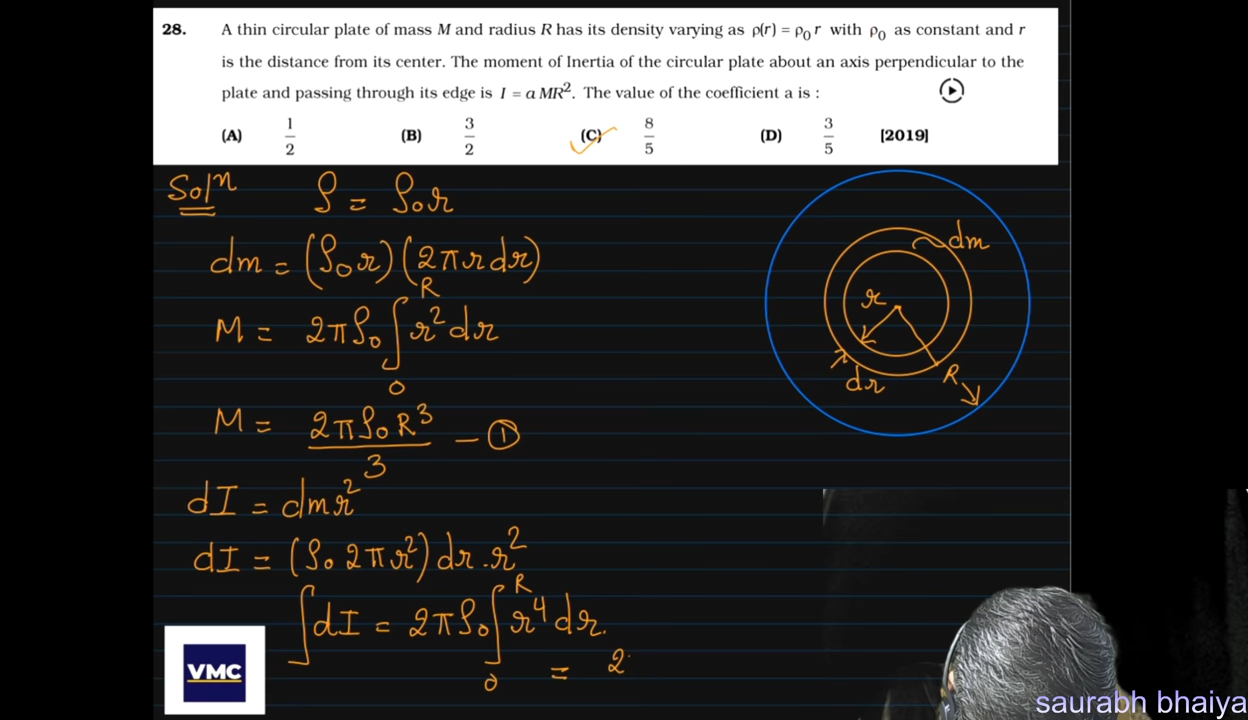 28. A thin circular plate of mass M and radius R has its density varying as ρ(r) = ρ₀ r with ρ₀ as constant and r
is the distance from its center. The moment of Inertia of the circular plate about an axis perpendicular to the
plate and passing through its edge is I = a MR². The value of the coefficient a is :
(A) 1/2 (B) 3/2 (C) 8/5 (D) 3/5 [2019]
Solⁿ ρ = ρ₀r
dm = (ρ₀r)(2πrdr)
M = 2πρ₀ ∫₀ᴿ r²dr
M = 2πρ₀R³/3 — ①
dI = dmr²
dI = (ρ₀ 2πr²) dr . r²
∫dI = 2πρ₀ ∫₀ᴿ r⁴ dr.
= 2
dm
r
dr
R
VMC
saurabh bhaiya